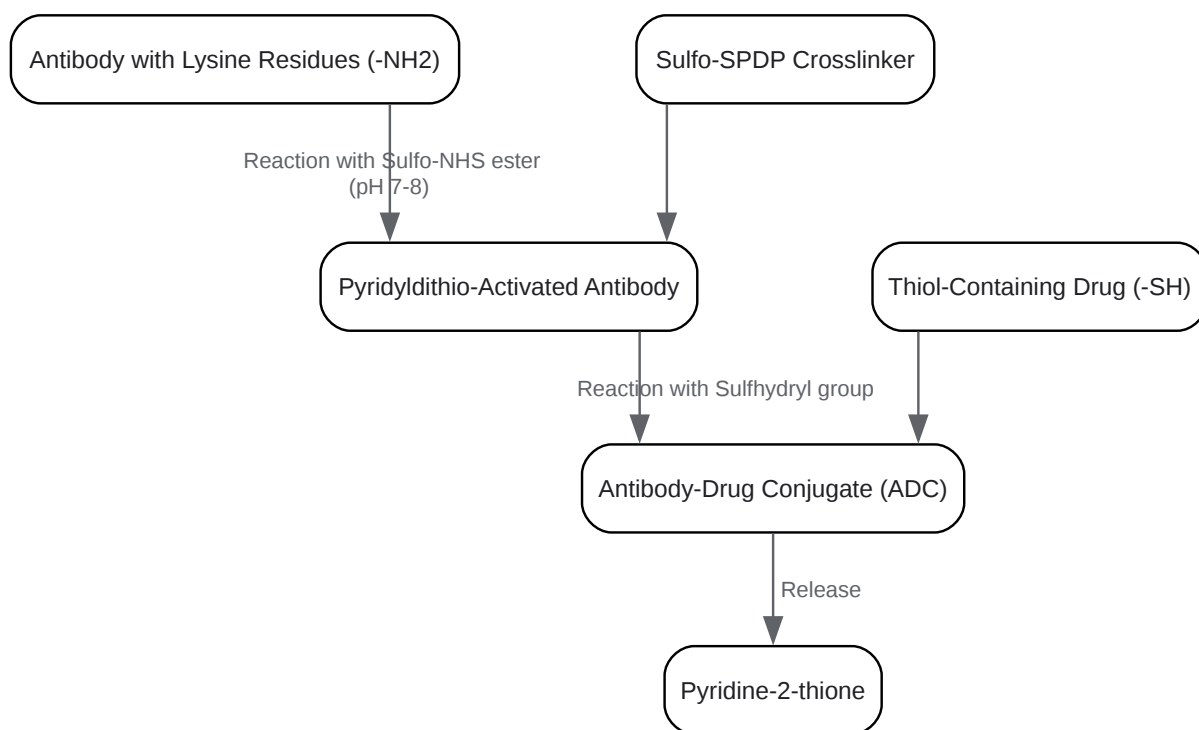 Antibody with Lysine Residues (-NH2)
Sulfo-SPDP Crosslinker
Reaction with Sulfo-NHS ester
(pH 7-8)
Pyridyldithio-Activated Antibody
Thiol-Containing Drug (-SH)
Reaction with Sulfhydryl group
Antibody-Drug Conjugate (ADC)
Release
Pyridine-2-thione